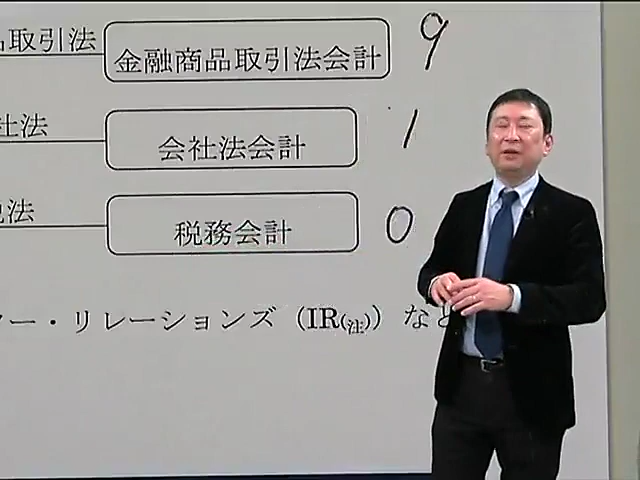 品取引法 金融商品取引法会計 9
社法 会社法会計 1
法 税務会計 0
ー・リレーションズ（IR(注)）など